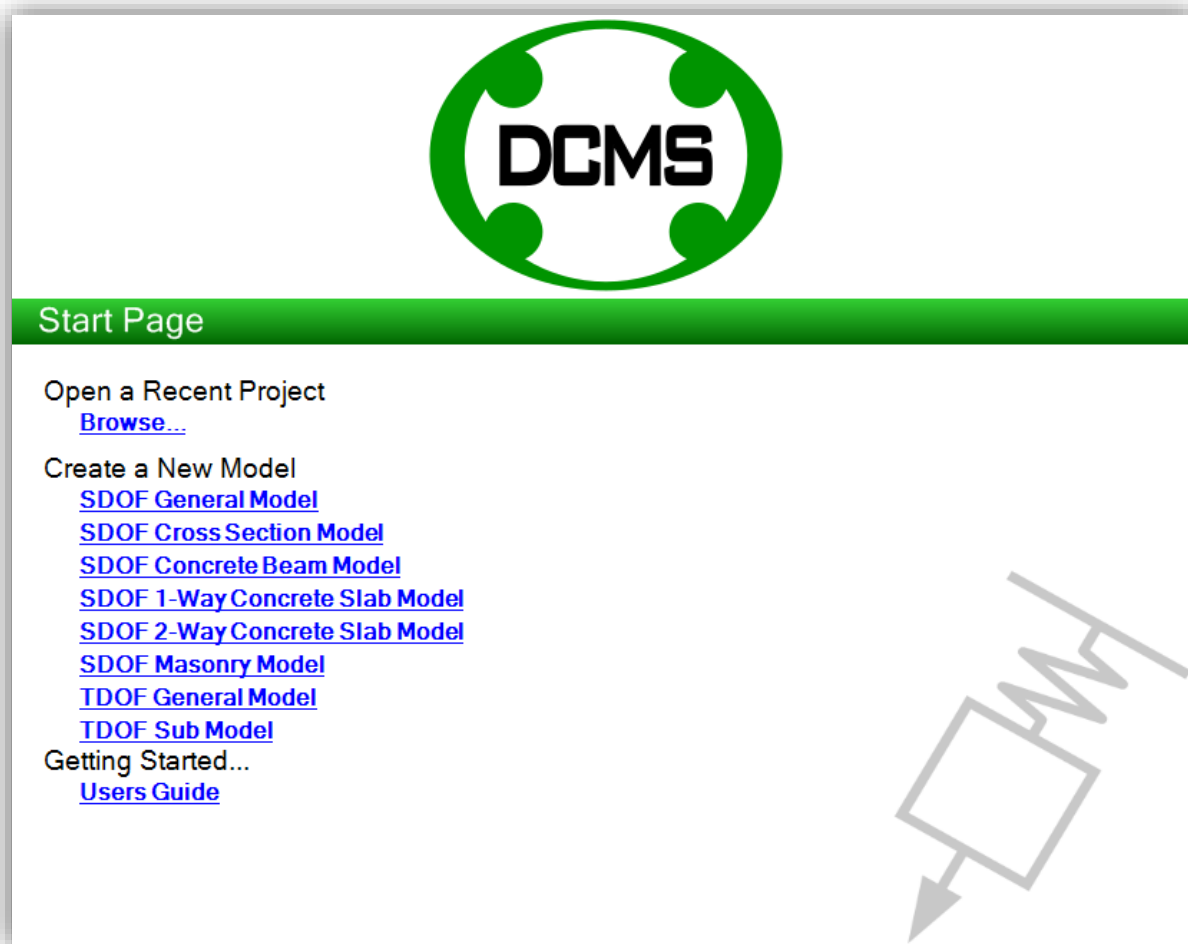 DCMS
Start Page
Open a Recent Project
Browse...
Create a New Model
SDOF General Model
SDOF Cross Section Model
SDOF Concrete Beam Model
SDOF 1-Way Concrete Slab Model
SDOF 2-Way Concrete Slab Model
SDOF Masonry Model
TDOF General Model
TDOF Sub Model
Getting Started...
Users Guide